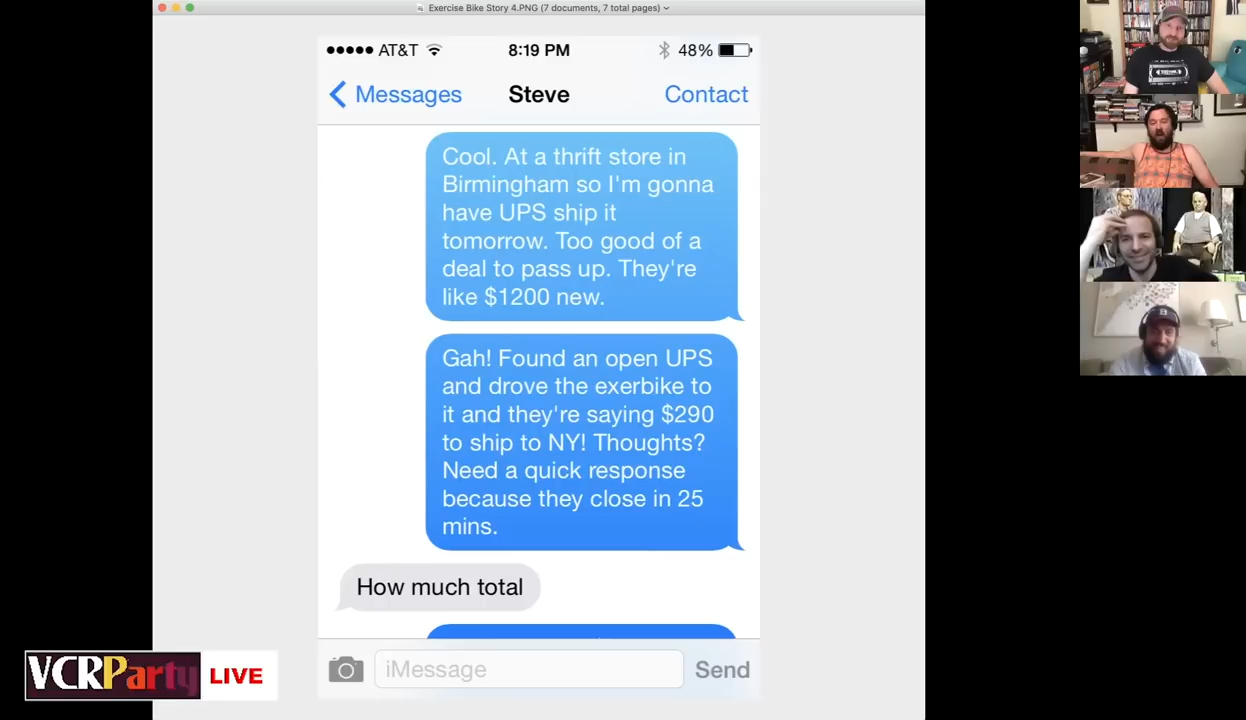 Exercise Bike Story 4.PNG (7 documents, 7 total pages)
AT&T 8:19 PM 48%
Messages Steve Contact
Cool. At a thrift store in
Birmingham so I'm gonna
have UPS ship it
tomorrow. Too good of a
deal to pass up. They're
like $1200 new.
Gah! Found an open UPS
and drove the exerbike to
it and they're saying $290
to ship to NY! Thoughts?
Need a quick response
because they close in 25
mins.
How much total
iMessage Send
VCRParty LIVE